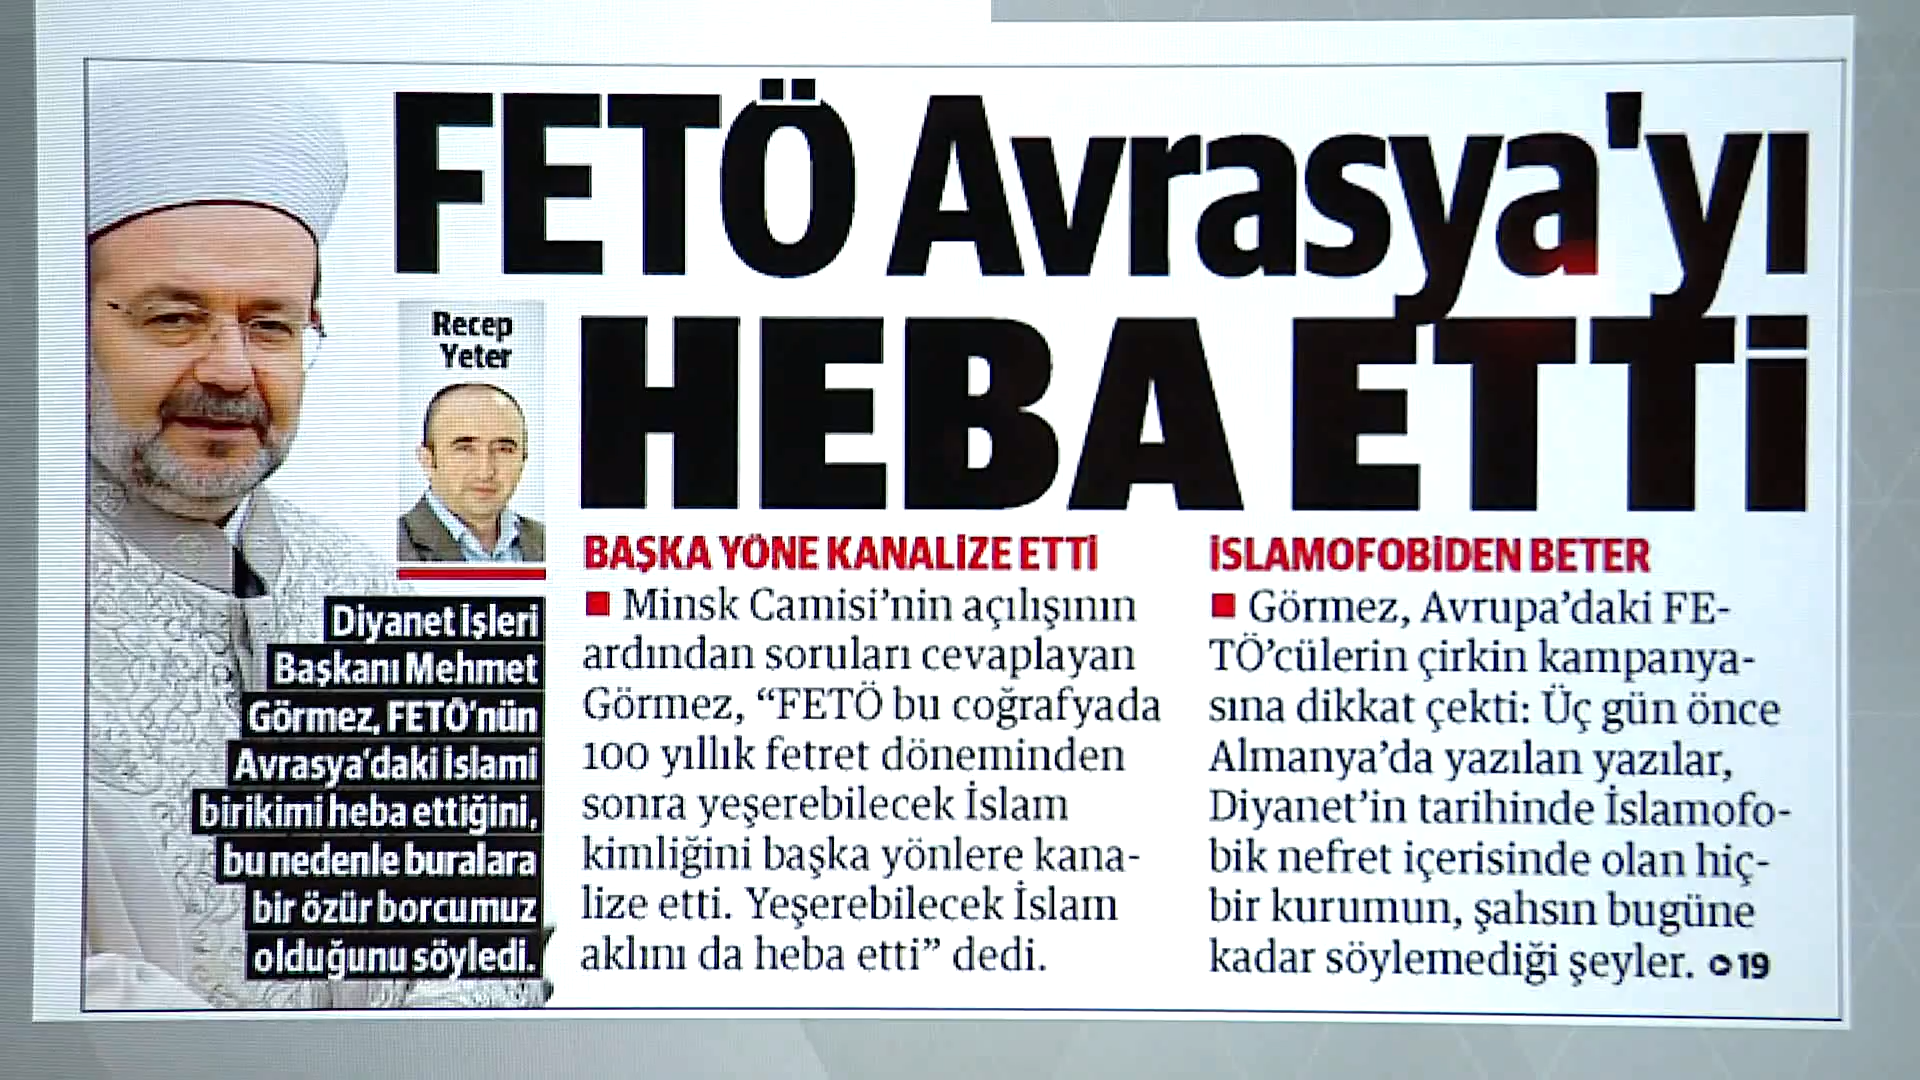 FETÖ Avrasya'yı
HEBA ETTİ
Recep
Yeter
Diyanet İşleri
Başkanı Mehmet
Görmez, FETÖ'nün
Avrasya'daki İslami
birikimi heba ettiğini,
bu nedenle buralara
bir özür borcumuz
olduğunu söyledi.
BAŞKA YÖNE KANALİZE ETTİ
Minsk Camisi’nin açılışının
ardından soruları cevaplayan
Görmez, “FETÖ bu coğrafyada
100 yıllık fetret döneminden
sonra yeşerebilecek İslam
kimliğini başka yönlere kana-
lize etti. Yeşerebilecek İslam
aklını da heba etti” dedi.
İSLAMOFOBİDEN BETER
Görmez, Avrupa’daki FE-
TÖ’cülerin çirkin kampanya-
sına dikkat çekti: Üç gün önce
Almanya’da yazılan yazılar,
Diyanet’in tarihinde İslamofo-
bik nefret içerisinde olan hiç-
bir kurumun, şahsın bugüne
kadar söylemediği şeyler. 19